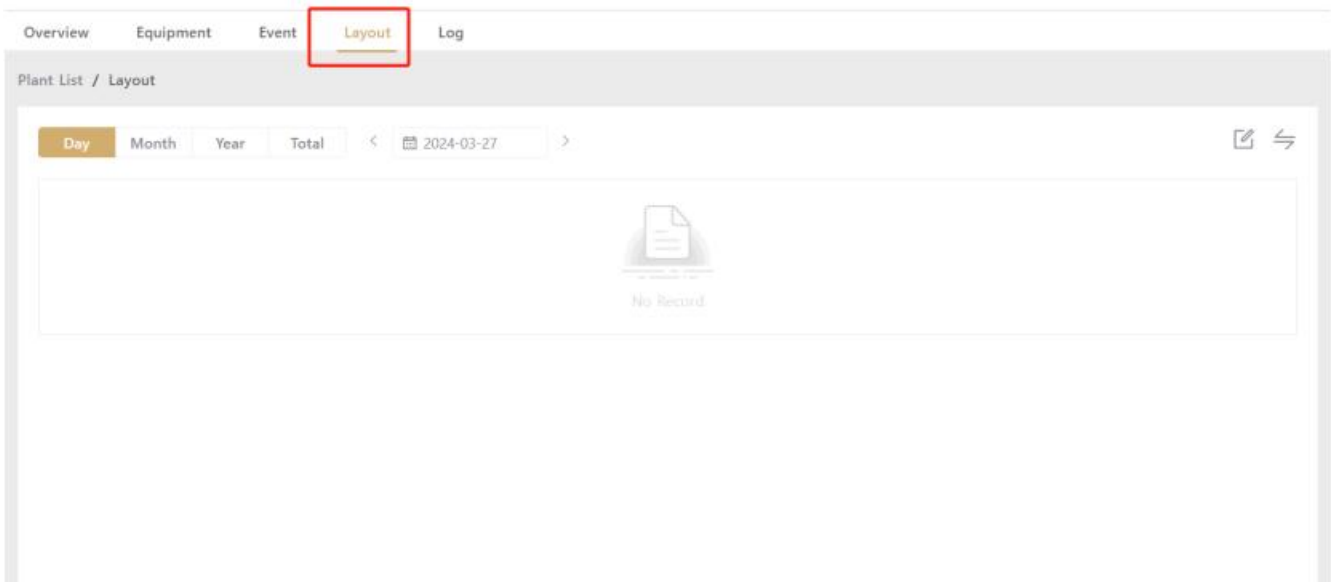 Overview Equipment Event Layout Log
Plant List / Layout
Day Month Year Total < 2024-03-27 >
No Record